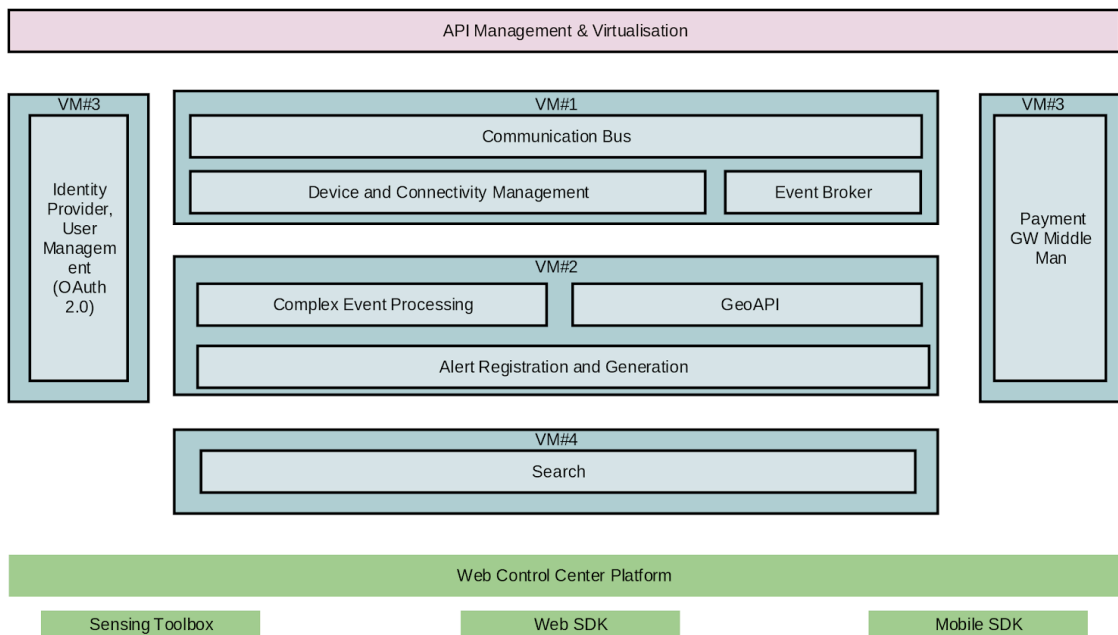 API Management & Virtualisation
VM#3
Identity
Provider,
User
Managem
ent
(OAuth
2.0)
VM#1
Communication Bus
Device and Connectivity Management
Event Broker
VM#2
Complex Event Processing
GeoAPI
Alert Registration and Generation
VM#4
Search
VM#3
Payment
GW Middle
Man
Web Control Center Platform
Sensing Toolbox
Web SDK
Mobile SDK